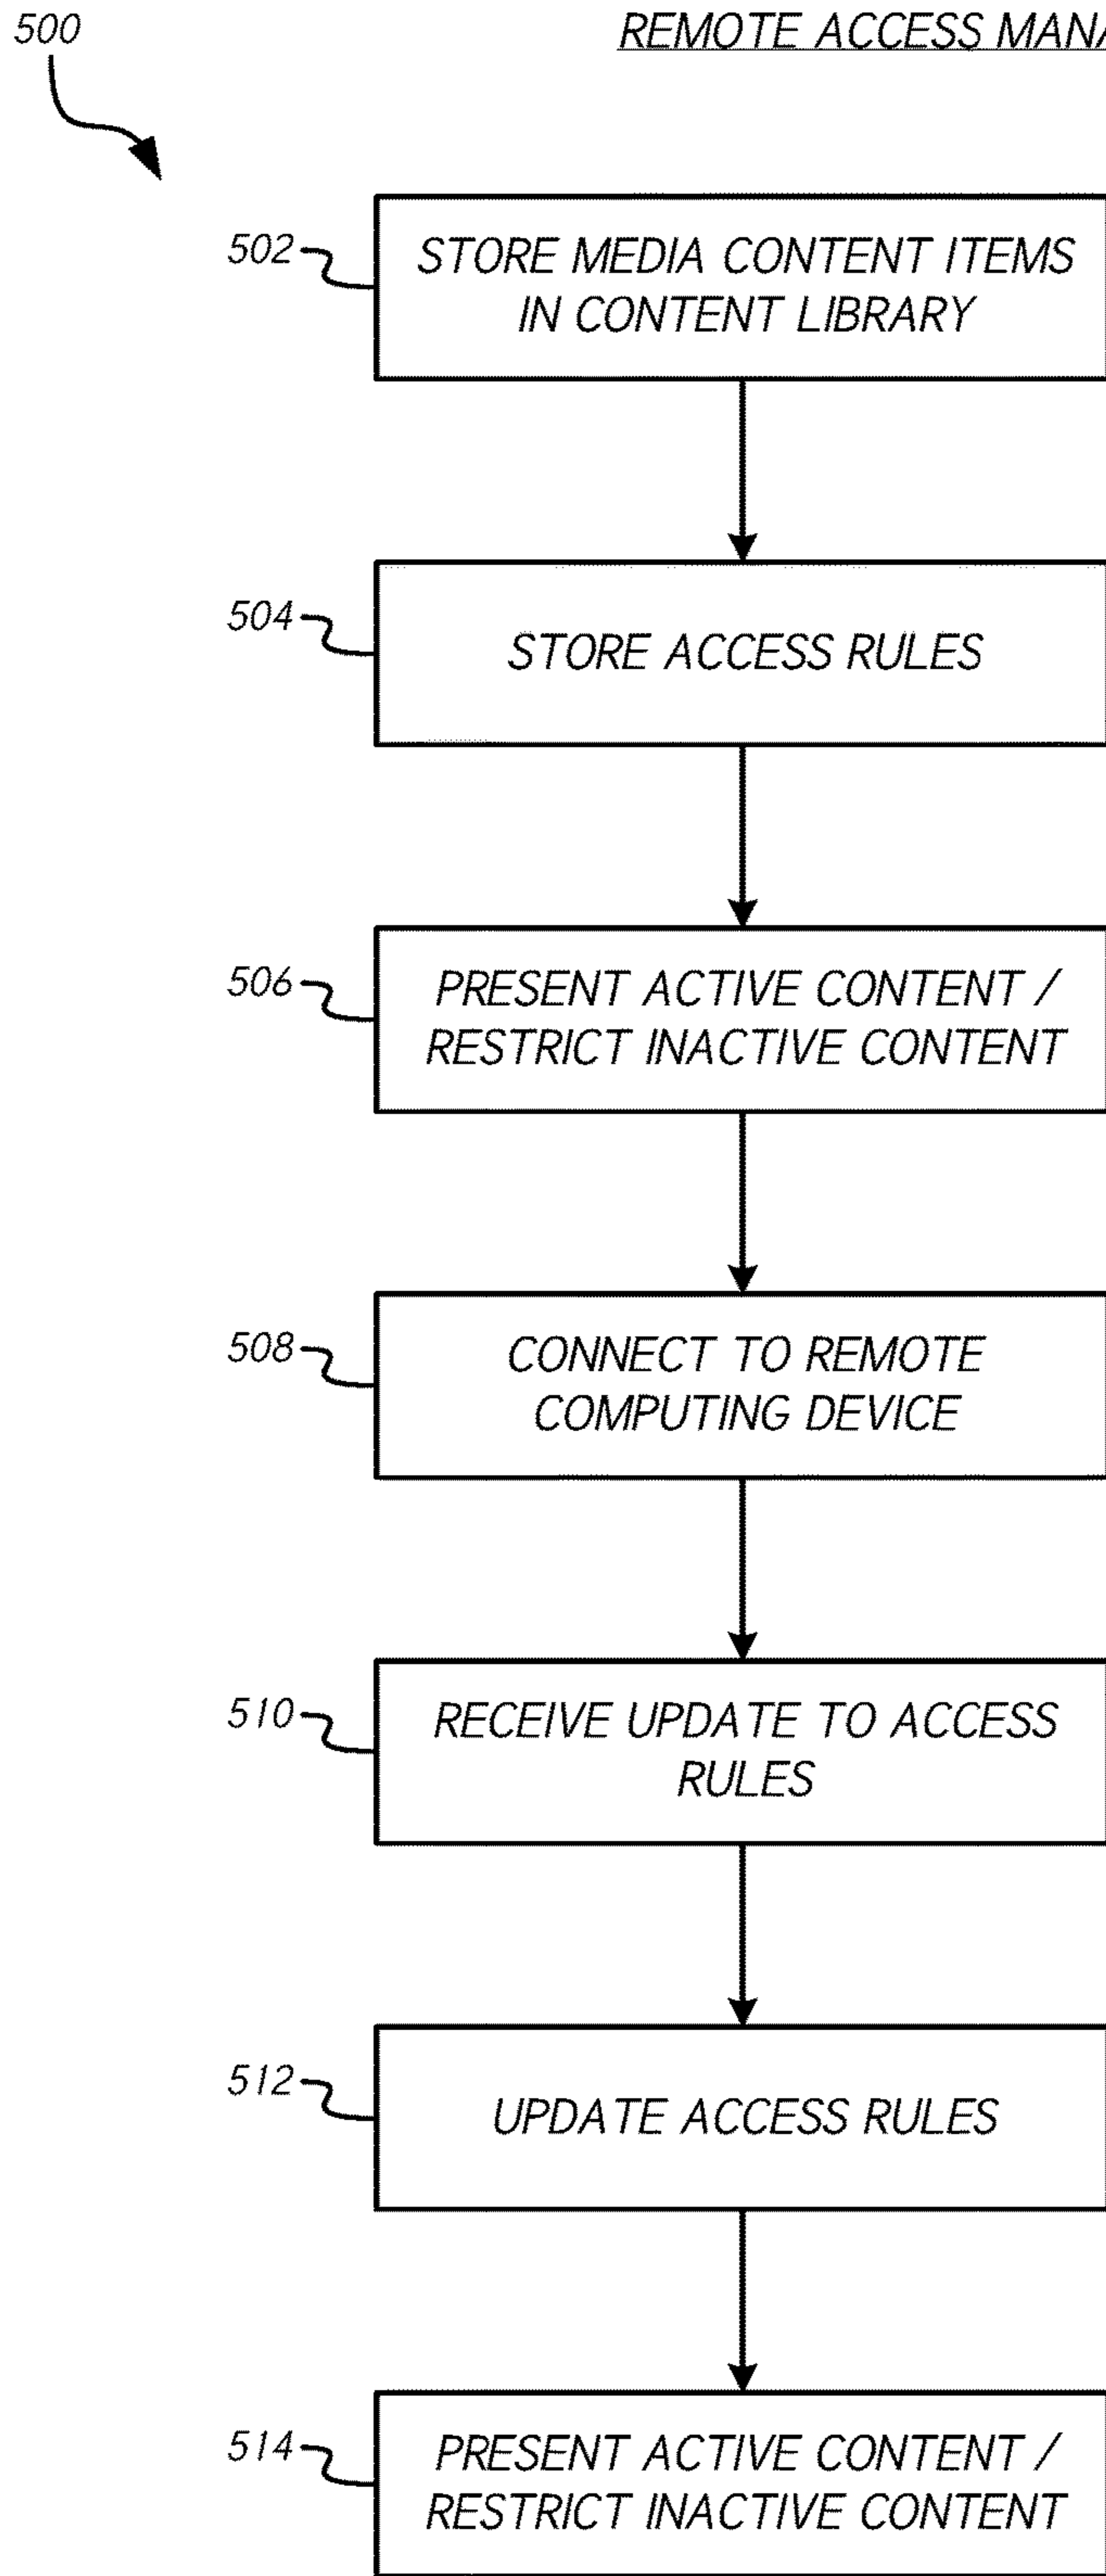 500
REMOTE ACCESS
502
STORE MEDIA CONTENT ITEMS
IN CONTENT LIBRARY
504
STORE ACCESS RULES
506
PRESENT ACTIVE CONTENT /
RESTRICT INACTIVE CONTENT
508
CONNECT TO REMOTE
COMPUTING DEVICE
510
RECEIVE UPDATE TO ACCESS
RULES
512
UPDATE ACCESS RULES
514
PRESENT ACTIVE CONTENT /
RESTRICT INACTIVE CONTENT